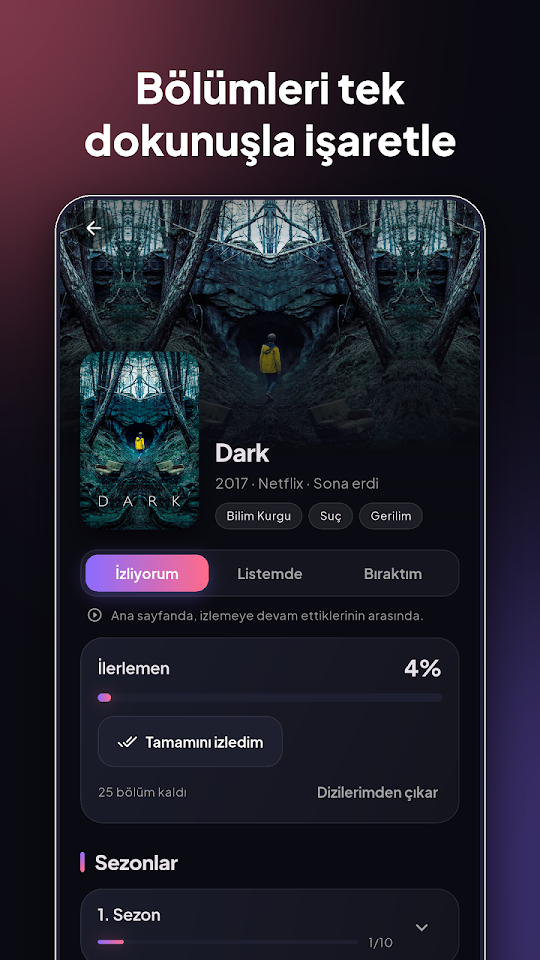 Bölümleri tek
dokunuşla işaretle
DARK
Dark
2017 · Netflix · Sona erdi
Bilim Kurgu
Suç
Gerilim
İzliyorum
Listemde
Bıraktım
Ana sayfanda, izlemeye devam ettiklerinin arasında.
İlerlemen
4%
Tamamını izledim
25 bölüm kaldı
Dizilerimden çıkar
Sezonlar
1. Sezon
1/10